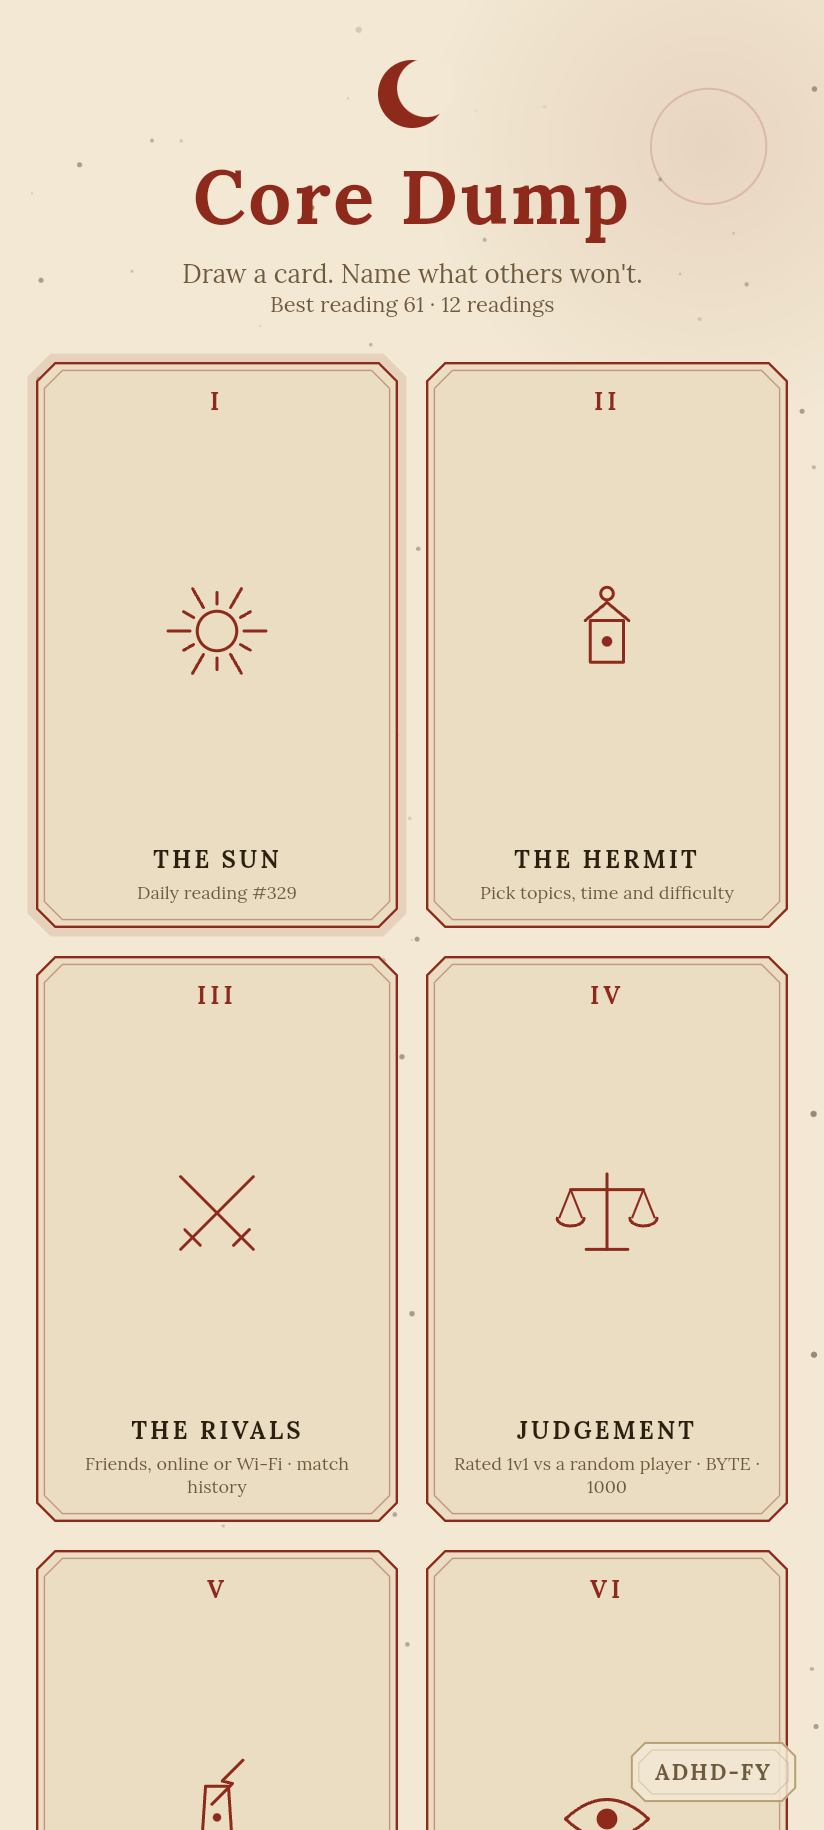 Core Dump
Draw a card. Name what others won't.
Best reading 61 · 12 readings
I
THE SUN
Daily reading #329
II
THE HERMIT
Pick topics, time and difficulty
III
THE RIVALS
Friends, online or Wi-Fi · match
history
IV
JUDGEMENT
Rated 1v1 vs a random player · BYTE ·
1000
V
VI
ADHD-FY